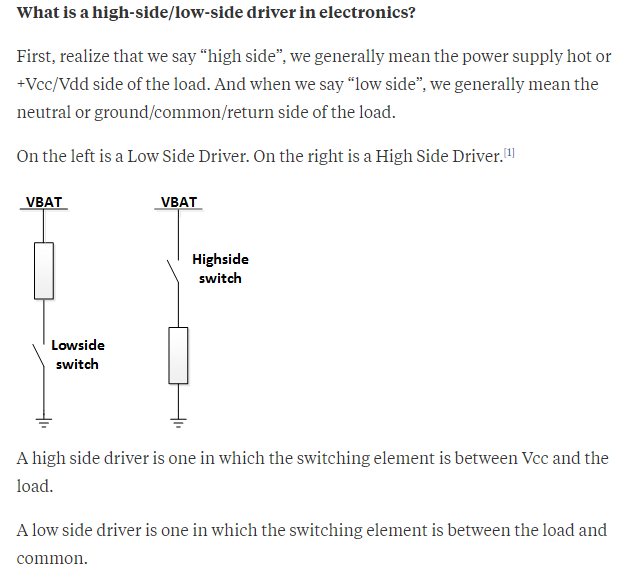 What is a high-side/low-side driver in electronics?
First, realize that we say “high side”, we generally mean the power supply hot or
+Vcc/Vdd side of the load. And when we say “low side”, we generally mean the
neutral or ground/common/return side of the load.
On the left is a Low Side Driver. On the right is a High Side Driver.[1]
VBAT
VBAT
Highside
switch
Lowside
switch
A high side driver is one in which the switching element is between Vcc and the
load.
A low side driver is one in which the switching element is between the load and
common.